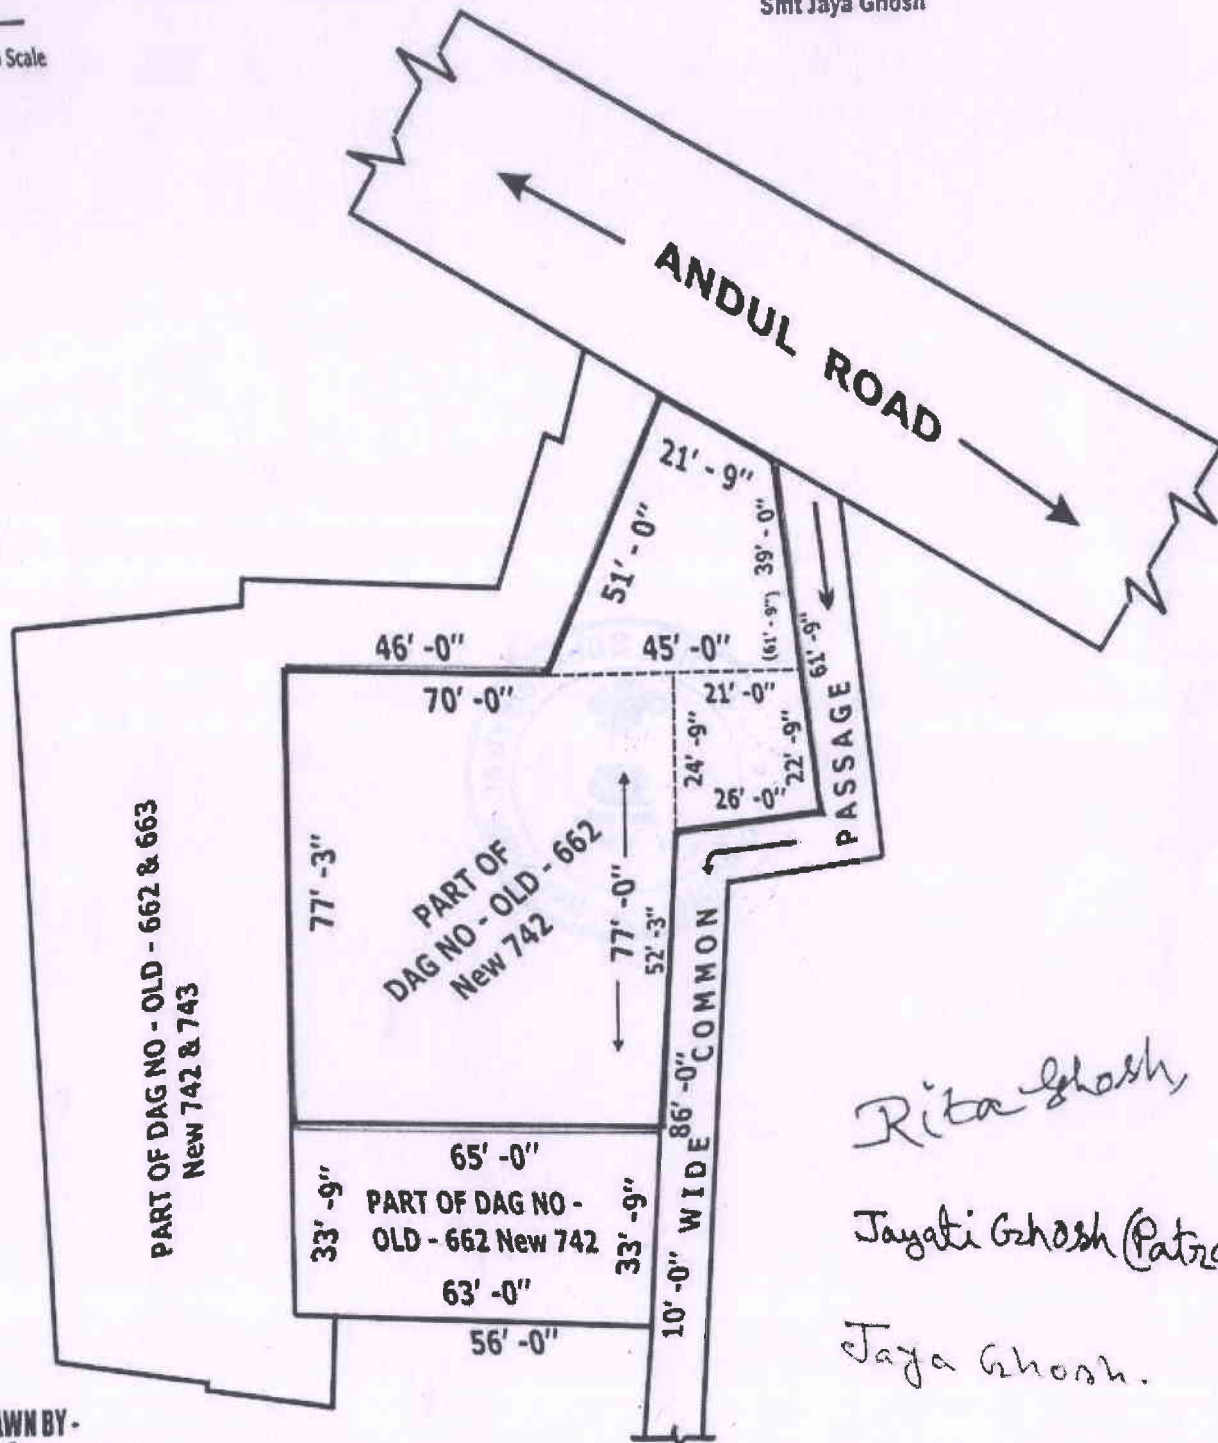 Smt Jaya Ghosh
Scale
ANDUL ROAD
21' - 9"
51' - 0"
(61' - 9") 39' - 0"
61' -9"
46' -0"
45' -0"
70' -0"
21' -0"
24' -9"
22' -9"
26' -0"
PASSAGE
PART OF DAG NO - OLD - 662 & 663
New 742 & 743
77' -3"
PART OF
DAG NO - OLD - 662
New 742
77' -0"
52' -3"
86' -0"
10' -0" WIDE COMMON
65' -0"
33' -9"
PART OF DAG NO -
OLD - 662 New 742
33' -9"
63' -0"
56' -0"
Rita Ghosh,
Jayati Ghosh (Patra
Jaya Ghosh.
AWN BY -